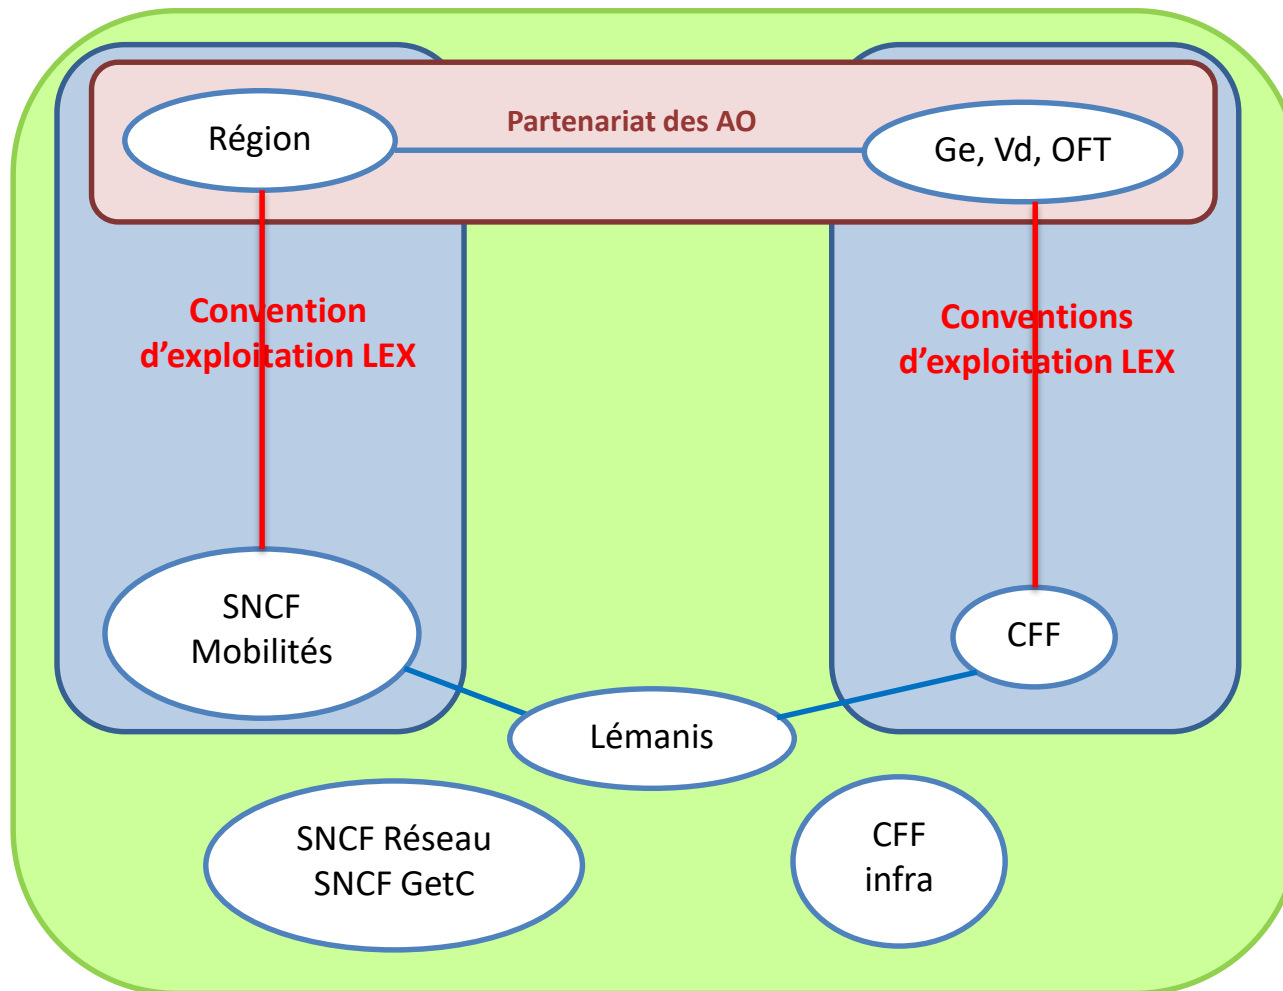 Partenariat des AO
Région
Ge, Vd, OFT
Convention
d’exploitation LEX
Conventions
d’exploitation LEX
SNCF
Mobilités
CFF
Lémanis
SNCF Réseau
SNCF GetC
CFF
infra